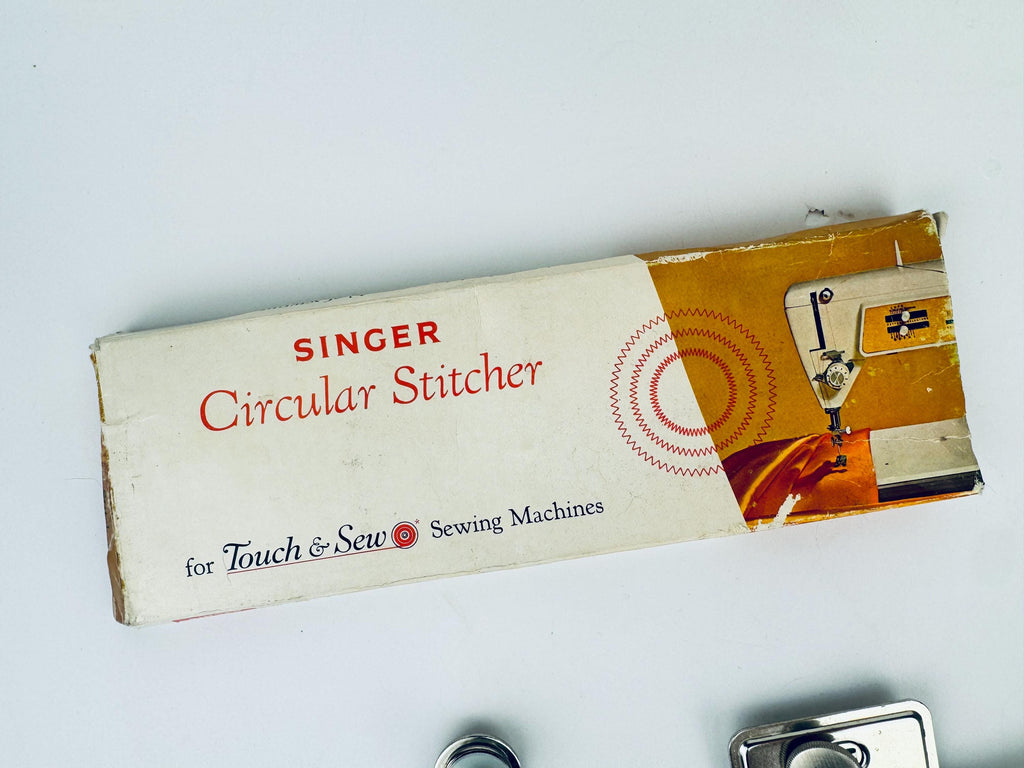 SINGER
Circular Stitcher
for Touch & Sew * Sewing Machines